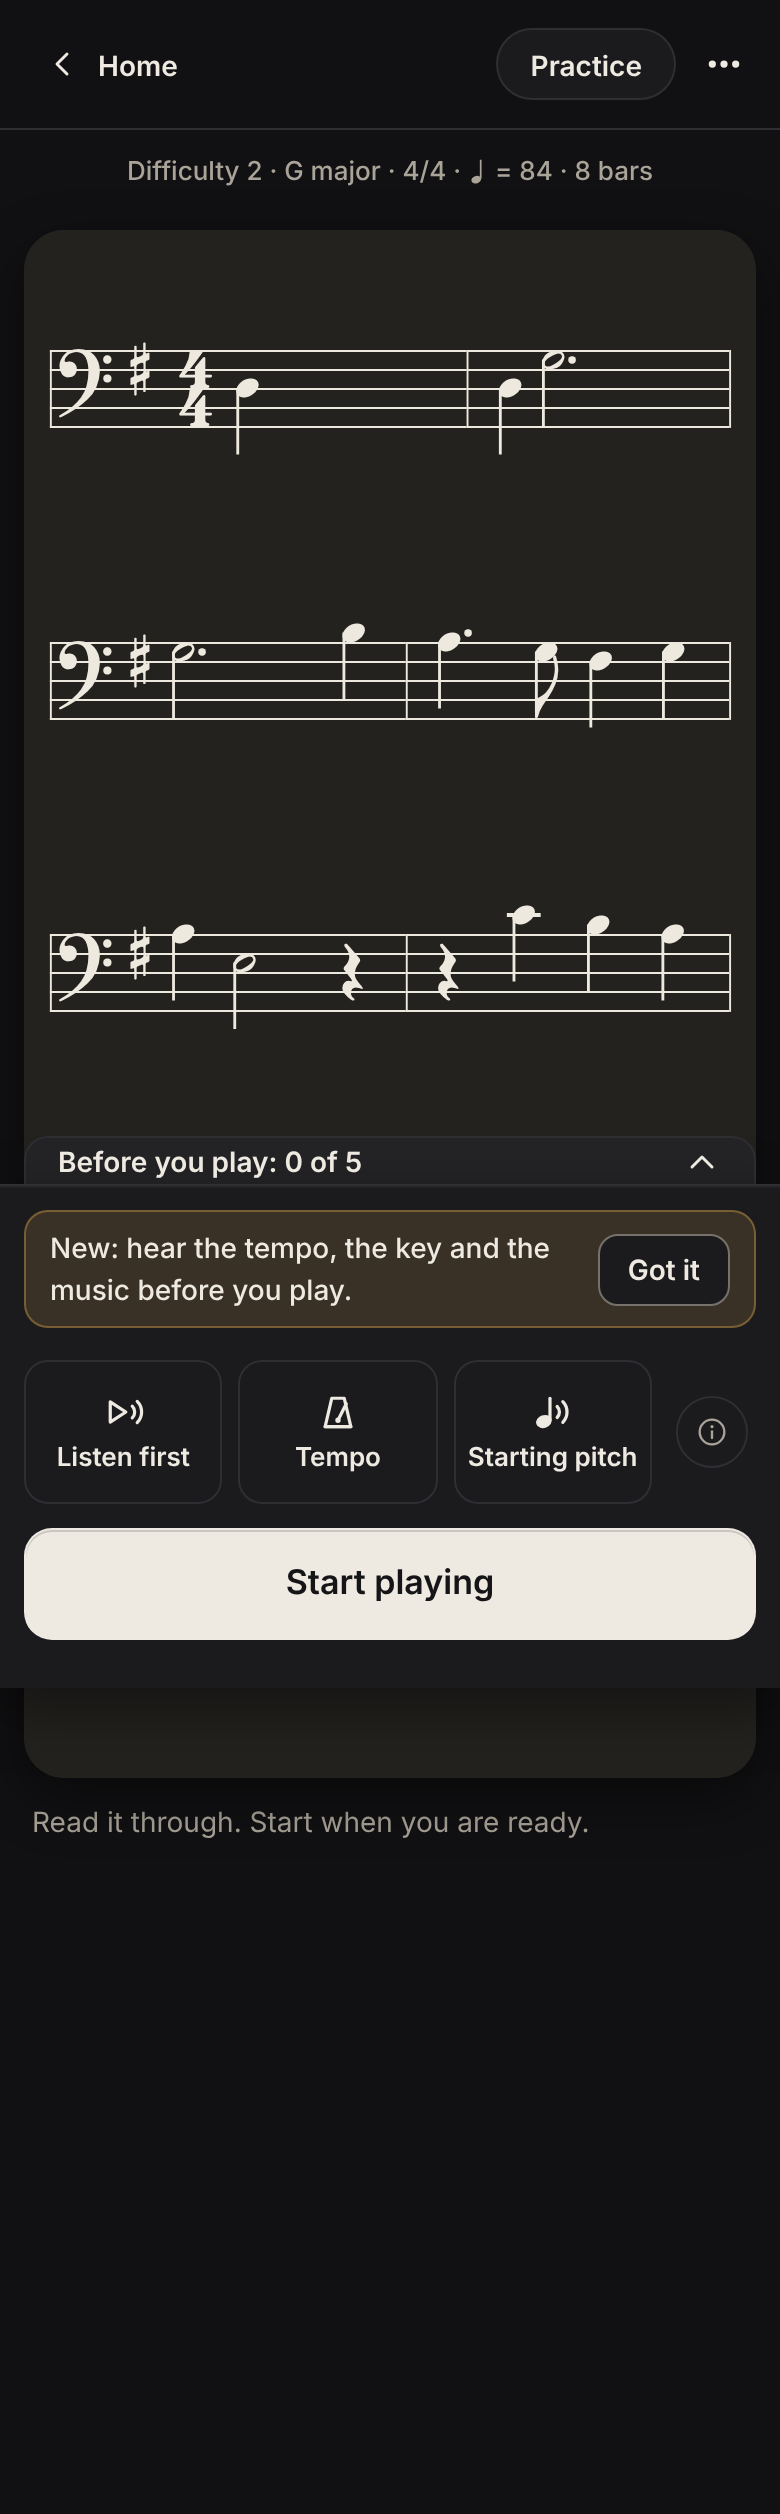 Home
Practice
Difficulty 2 · G major · 4/4 · ♩ = 84 · 8 bars
4
4
Before you play: 0 of 5
New: hear the tempo, the key and the
music before you play.
Got it
Listen first
Tempo
Starting pitch
Start playing
Read it through. Start when you are ready.